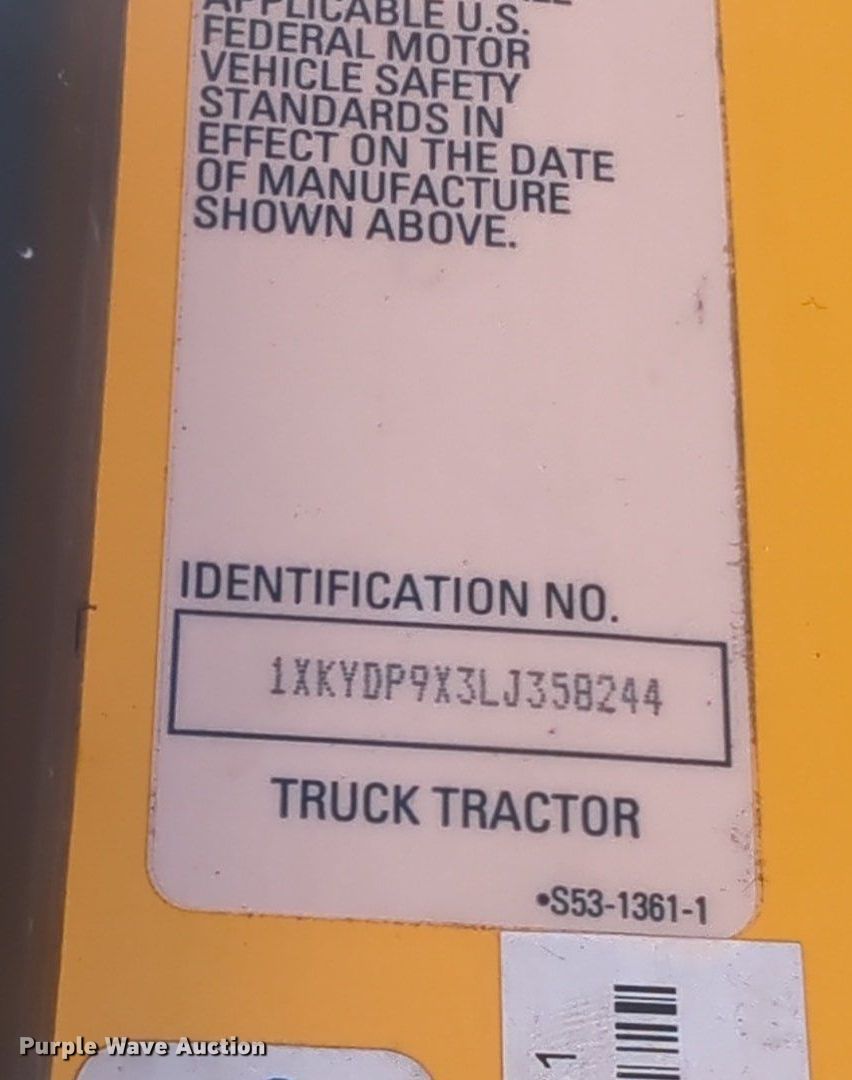 APPLICABLE U.S.
FEDERAL MOTOR
VEHICLE SAFETY
STANDARDS IN
EFFECT ON THE DATE
OF MANUFACTURE
SHOWN ABOVE.
IDENTIFICATION NO.
1XKYDP9X3LJ358244
TRUCK TRACTOR
•S53-1361-1
1
Purple Wave Auction